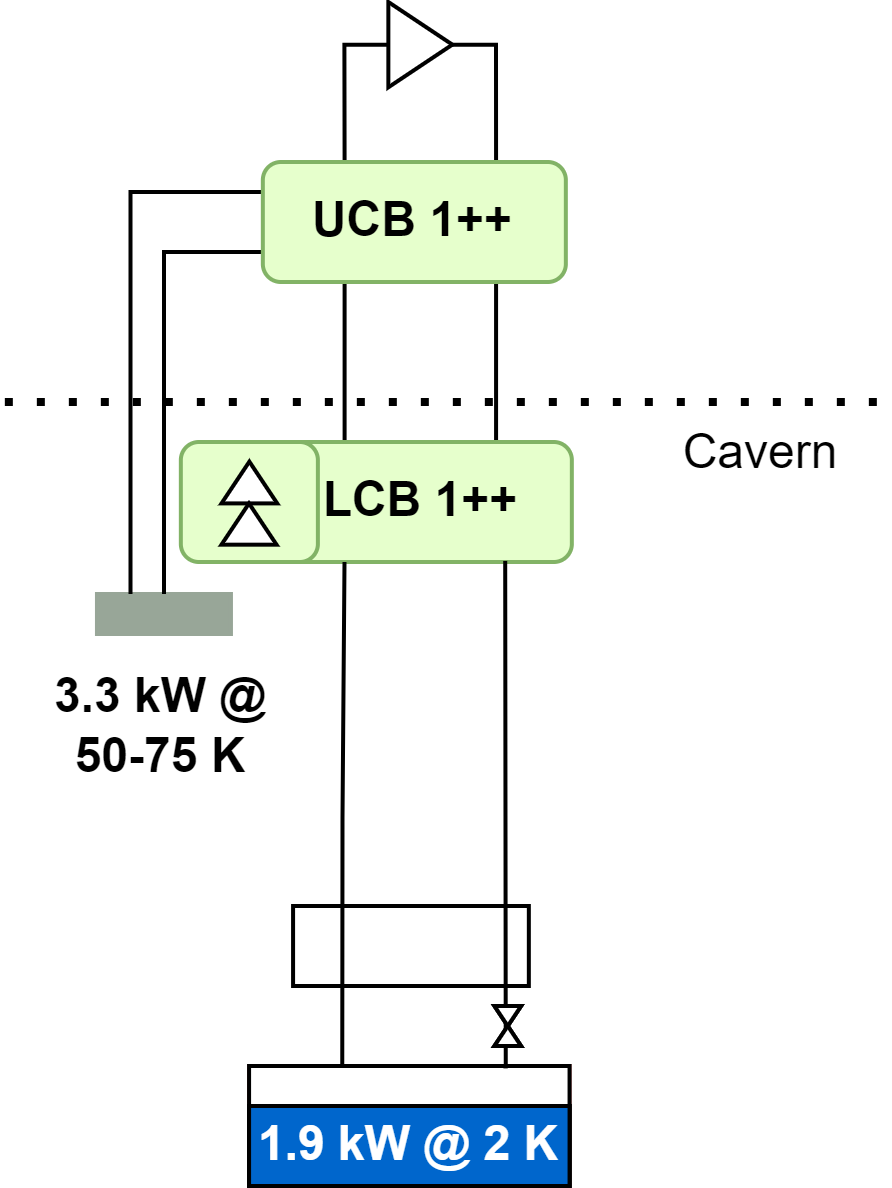 UCB 1++
Cavern
LCB 1++
3.3 kW @
50-75 K
1.9 kW @ 2 K